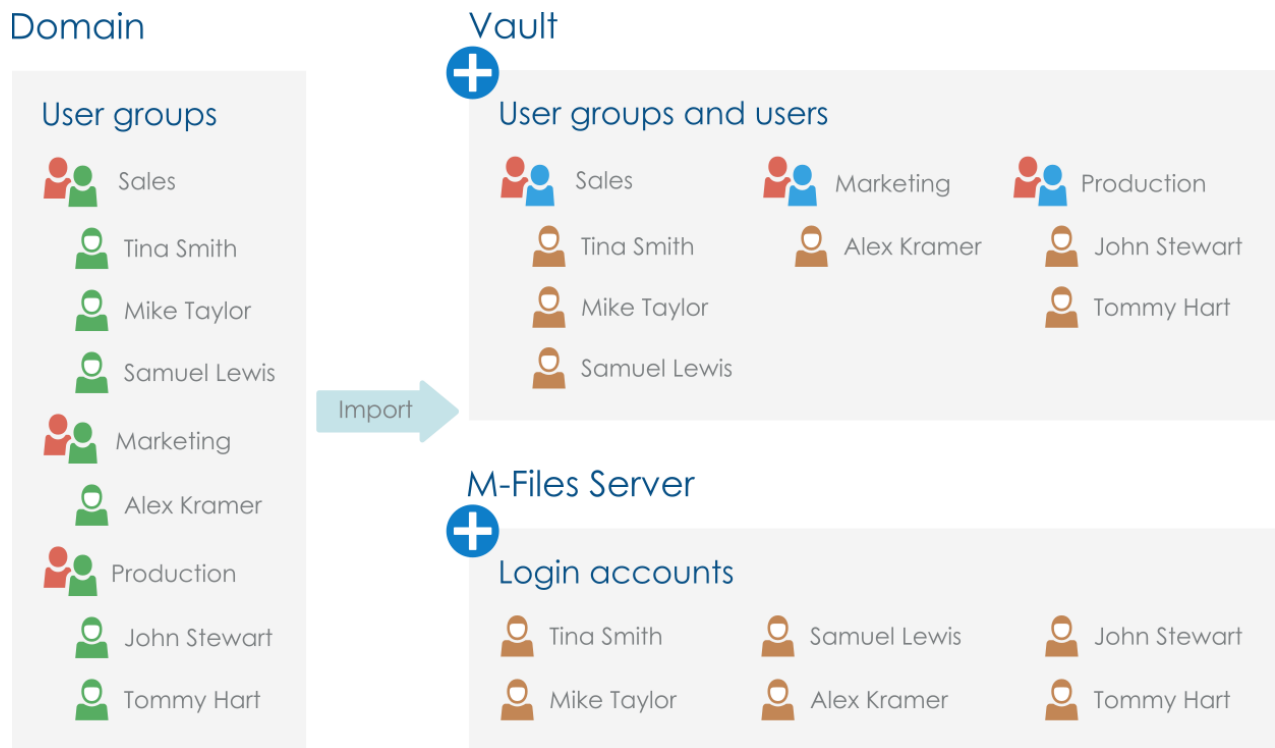 Domain
User groups
Sales
Tina Smith
Mike Taylor
Samuel Lewis
Marketing
Alex Kramer
Production
John Stewart
Tommy Hart
Import
Vault
User groups and users
Sales
Tina Smith
Mike Taylor
Samuel Lewis
Marketing
Alex Kramer
Production
John Stewart
Tommy Hart
M-Files Server
Login accounts
Tina Smith
Samuel Lewis
John Stewart
Mike Taylor
Alex Kramer
Tommy Hart